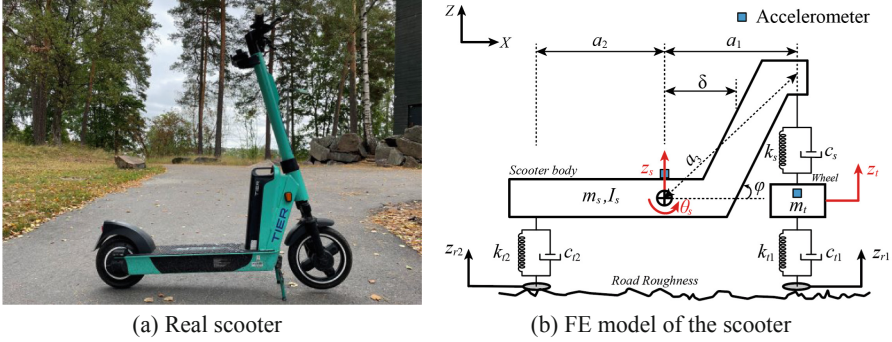 TIER
TIER
Z
X
Accelerometer
a₂
a₁
δ
a₃
kₛ
cₛ
Scooter body
zₛ
Wheel
zₜ
mₛ,Iₛ
θₛ
φ
mₜ
zᵣ₂
kₜ₂
cₜ₂
kₜ₁
cₜ₁
zᵣ₁
Road Roughness
(a) Real scooter
(b) FE model of the scooter